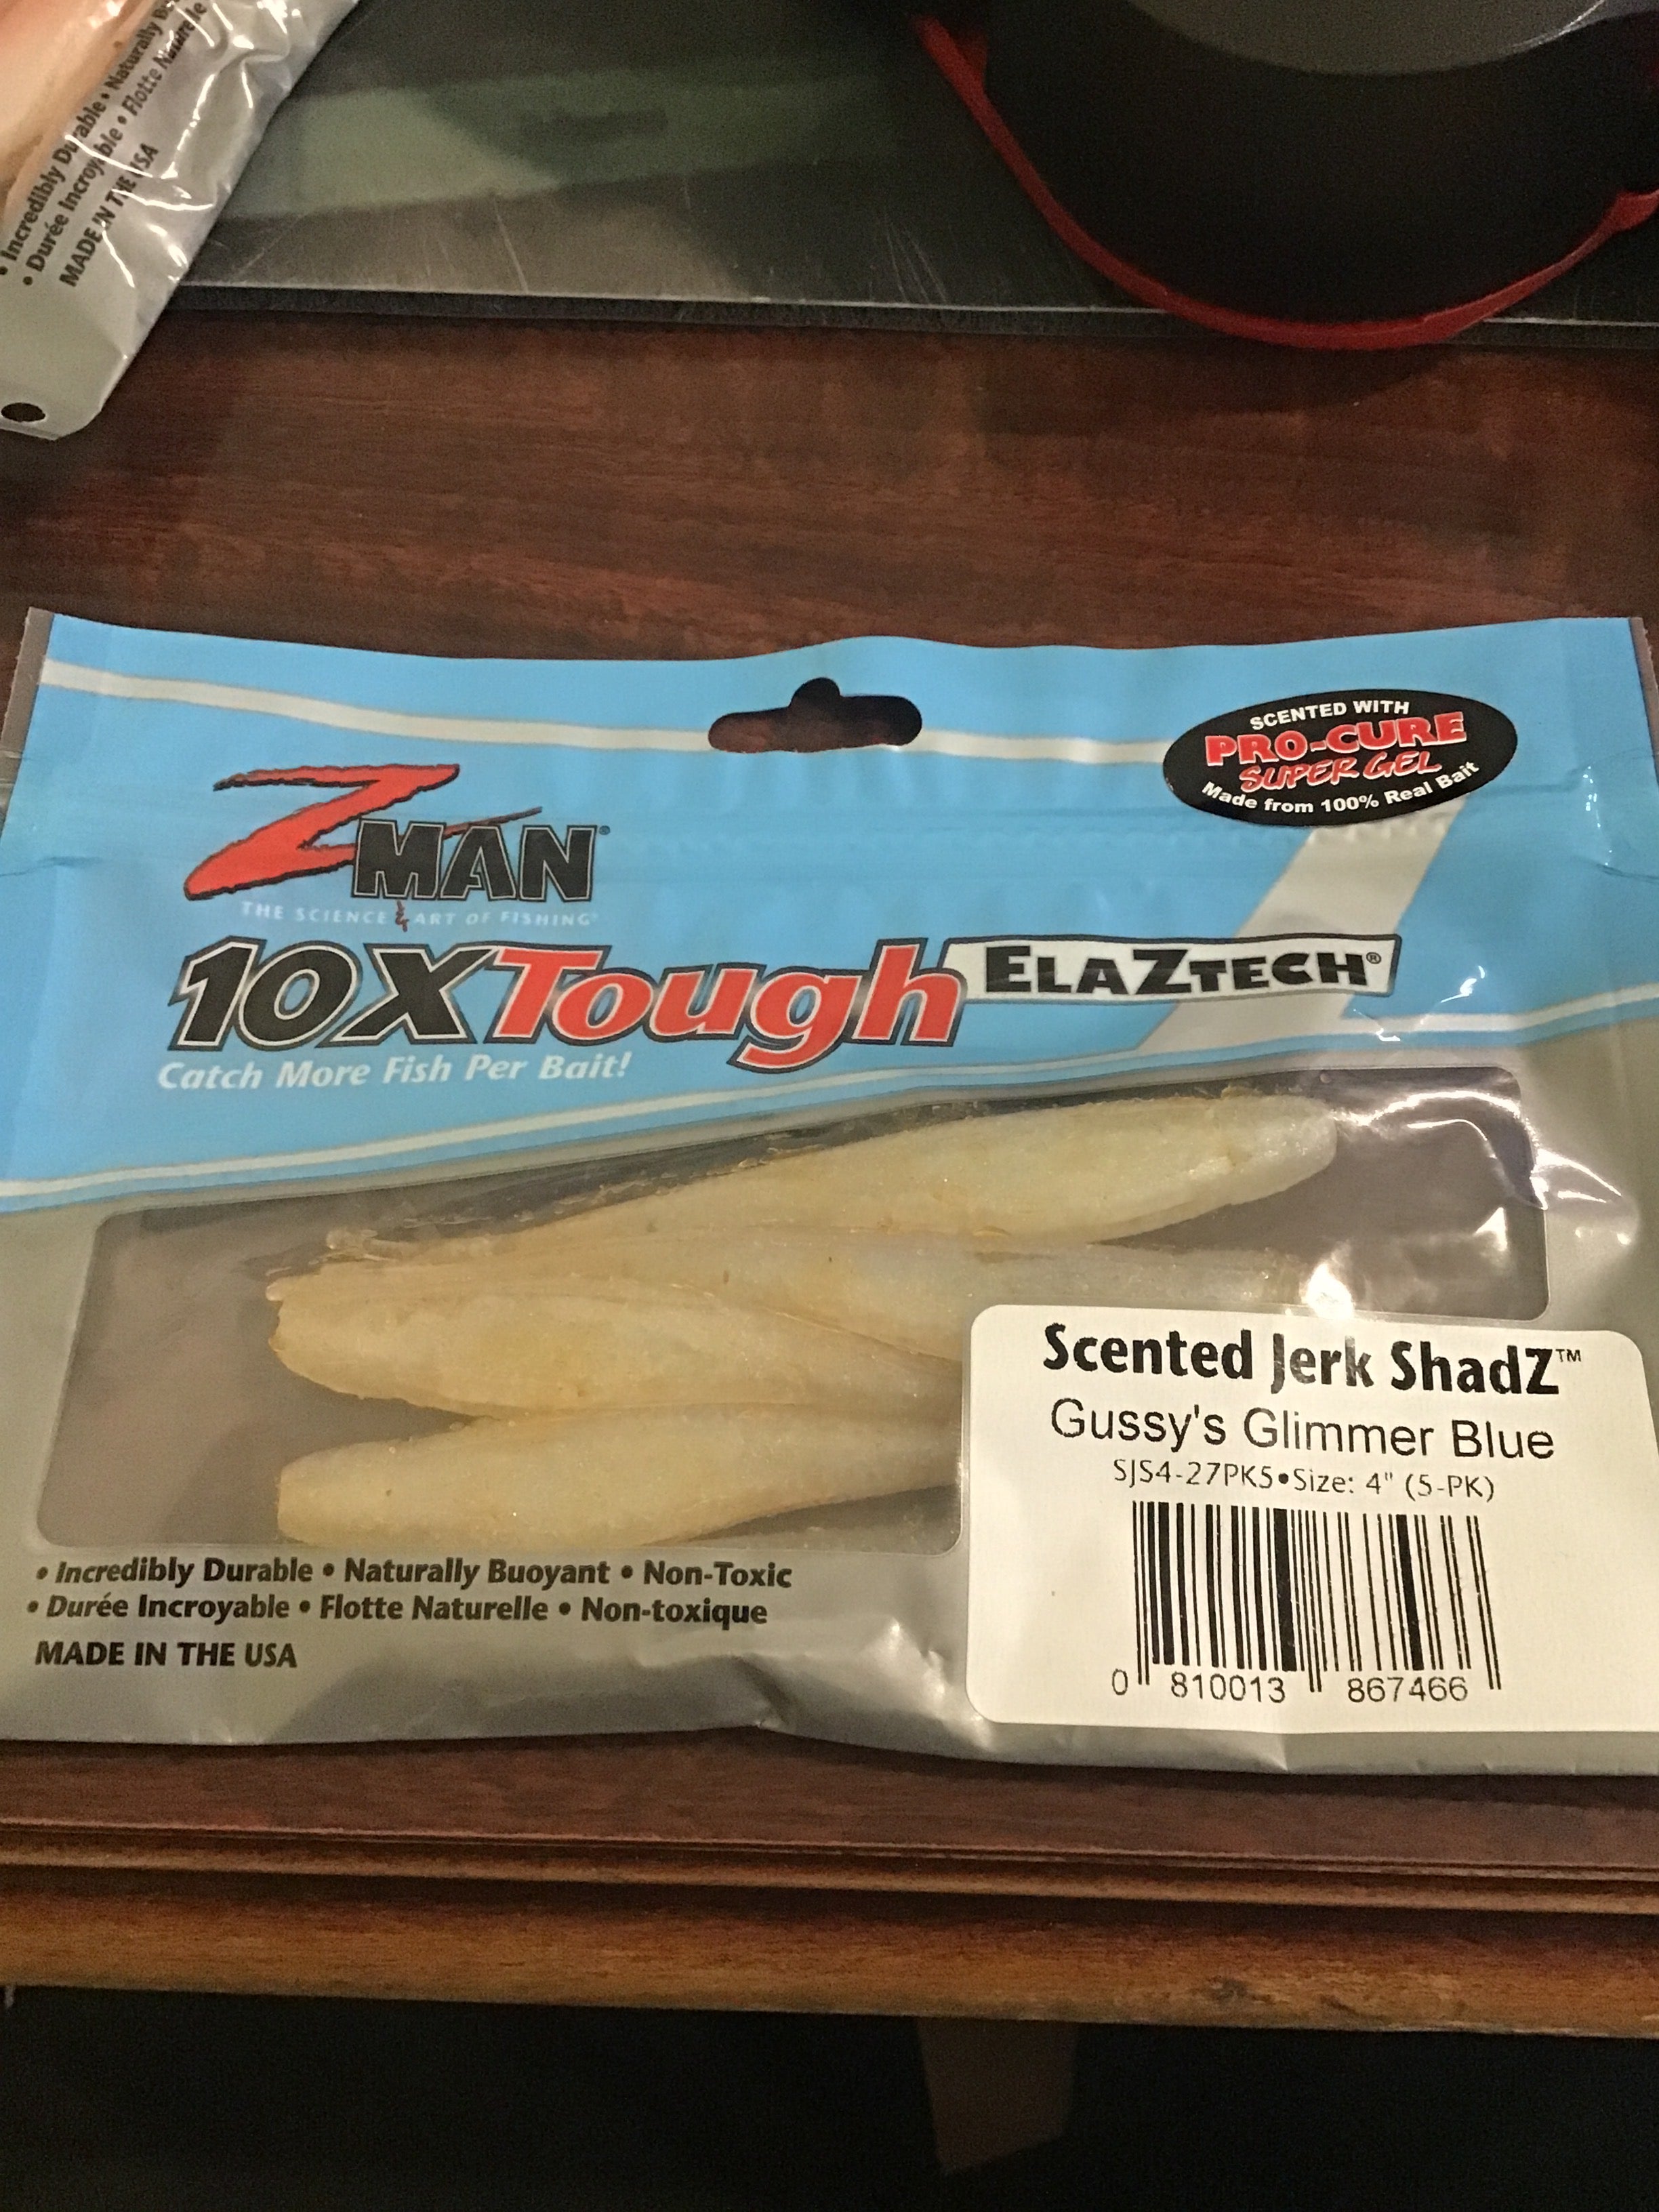 • Incredibly Durable • Naturally
• Durée Incroyable • Flotte Naturelle
MADE IN THE USA
SCENTED WITH
PRO-CURE
SUPER GEL
Made from 100% Real Bait
ZMAN®
THE SCIENCE & ART OF FISHING®
10X Tough ELAZTECH®
Catch More Fish Per Bait!
Scented Jerk ShadZ™
Gussy's Glimmer Blue
SJS4-27PK5•Size: 4" (5-PK)
0 810013 867466
• Incredibly Durable • Naturally Buoyant • Non-Toxic
• Durée Incroyable • Flotte Naturelle • Non-toxique
MADE IN THE USA